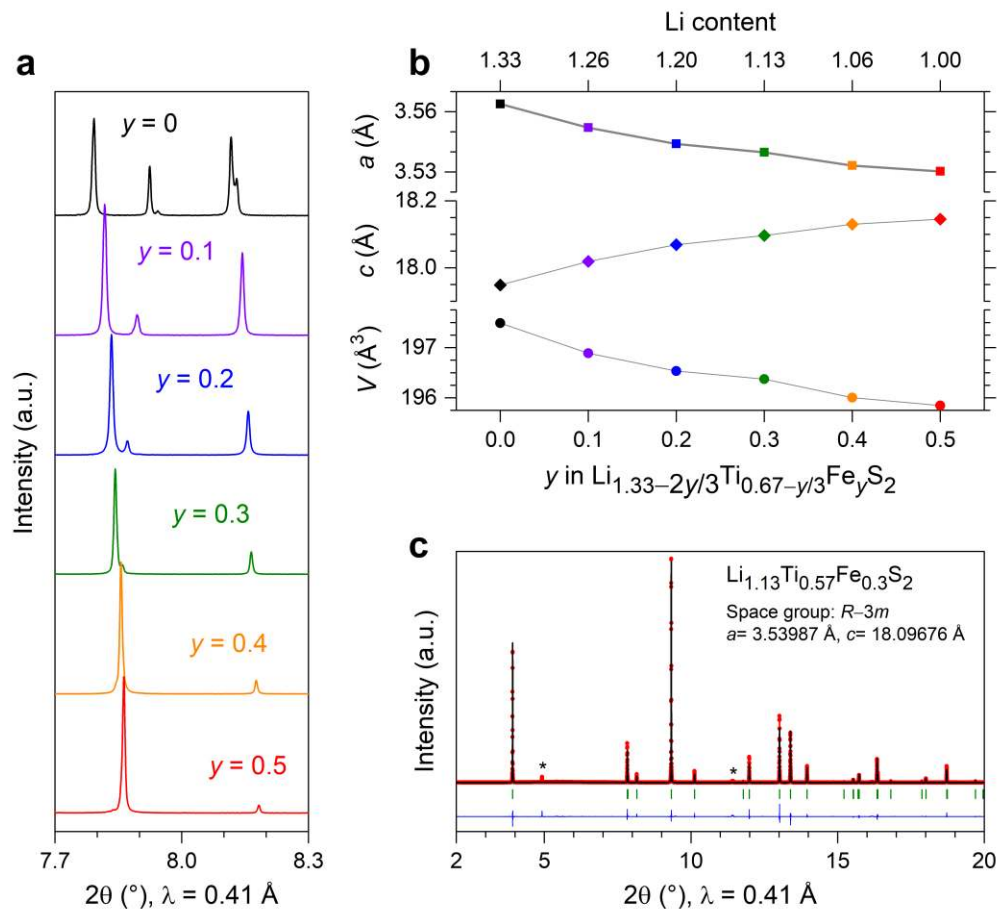 a
y = 0
y = 0.1
y = 0.2
y = 0.3
y = 0.4
y = 0.5
Intensity (a.u.)
7.7 8.0 8.3
2θ (°), λ = 0.41 Å
b
Li content
1.33 1.26 1.20 1.13 1.06 1.00
a (Å)
3.56
3.53
c (Å)
18.2
18.0
V (Å³)
197
196
0.0 0.1 0.2 0.3 0.4 0.5
y in Li₁.₃₃₋₂y/₃Ti₀.₆₇₋y/₃FeyS₂
c
Li₁.₁₃Ti₀.₅₇Fe₀.₃S₂
Space group: R−3m
a= 3.53987 Å, c= 18.09676 Å
* *
Intensity (a.u.)
2 5 10 15 20
2θ (°), λ = 0.41 Å